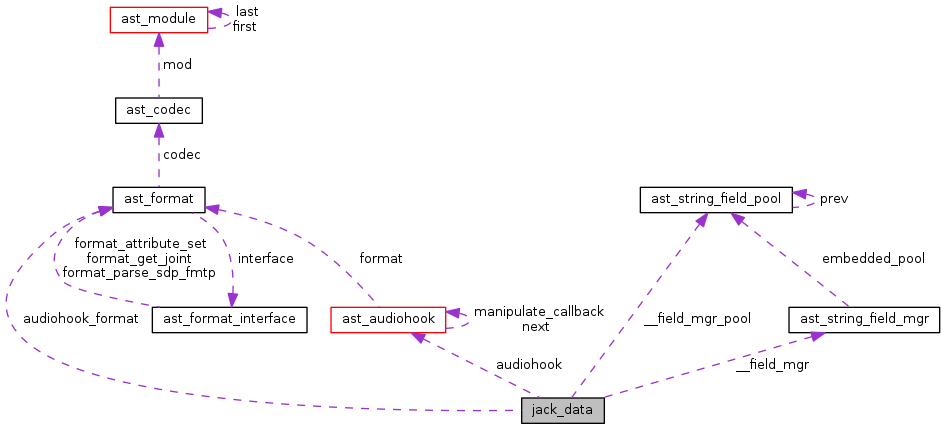 ast_module
last
first
mod
ast_codec
codec
ast_format
ast_string_field_pool
prev
format_attribute_set
format_get_joint
format_parse_sdp_fmtp
interface
format
embedded_pool
audiohook_format
ast_format_interface
ast_audiohook
manipulate_callback
next
__field_mgr_pool
ast_string_field_mgr
audiohook
__field_mgr
jack_data